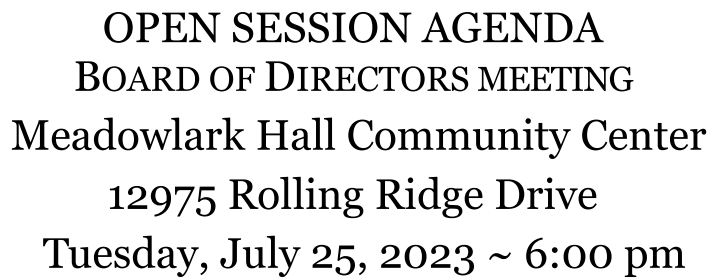 OPEN SESSION AGENDA
BOARD OF DIRECTORS MEETING
Meadowlark Hall Community Center
12975 Rolling Ridge Drive
Tuesday, July 25, 2023 ~ 6:00 pm